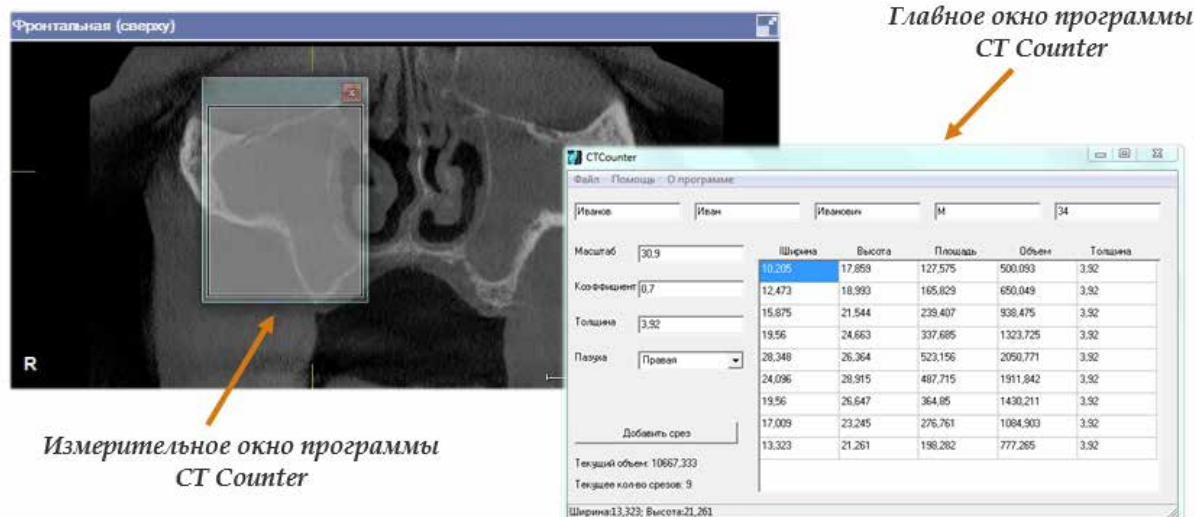 Главное окно программы
CT Counter
Фронтальная (сверху)
R
CTCounter
Файл Помощь О программе
Иванов Иван Иванович М 34
Масштаб 30.9
Коэффициент 0,7
Толщина 3,92
Пазуха Правая
Ширина Высота Площадь Объем Толщина
10,205 17,859 127,575 500,093 3,92
12,473 18,993 165,829 650,049 3,92
15,875 21,544 239,407 938,475 3,92
19,56 24,663 337,685 1323,725 3,92
28,348 26,364 523,156 2050,771 3,92
24,096 28,915 487,715 1911,842 3,92
19,56 26,647 364,85 1430,211 3,92
17,009 23,245 276,761 1084,903 3,92
13,323 21,261 198,282 777,265 3,92
Добавить срез
Текущий объем: 10667,333
Текущее кол-во срезов: 9
Ширина:13,323; Высота:21,261
Измерительное окно программы
CT Counter